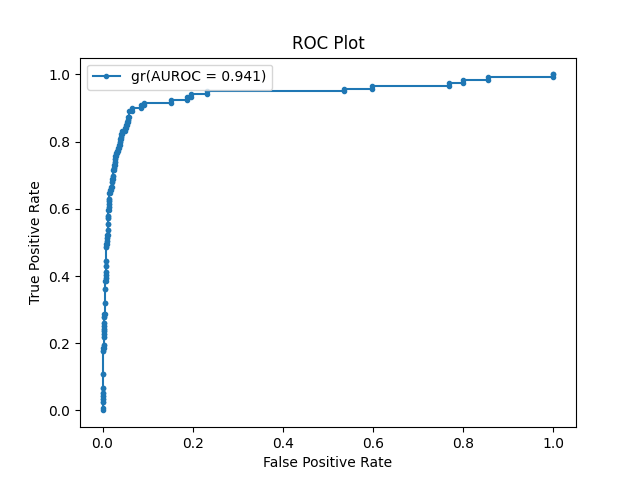 ROC Plot
gr(AUROC = 0.941)
1.0
0.8
0.6
0.4
0.2
0.0
True Positive Rate
0.0 0.2 0.4 0.6 0.8 1.0
False Positive Rate